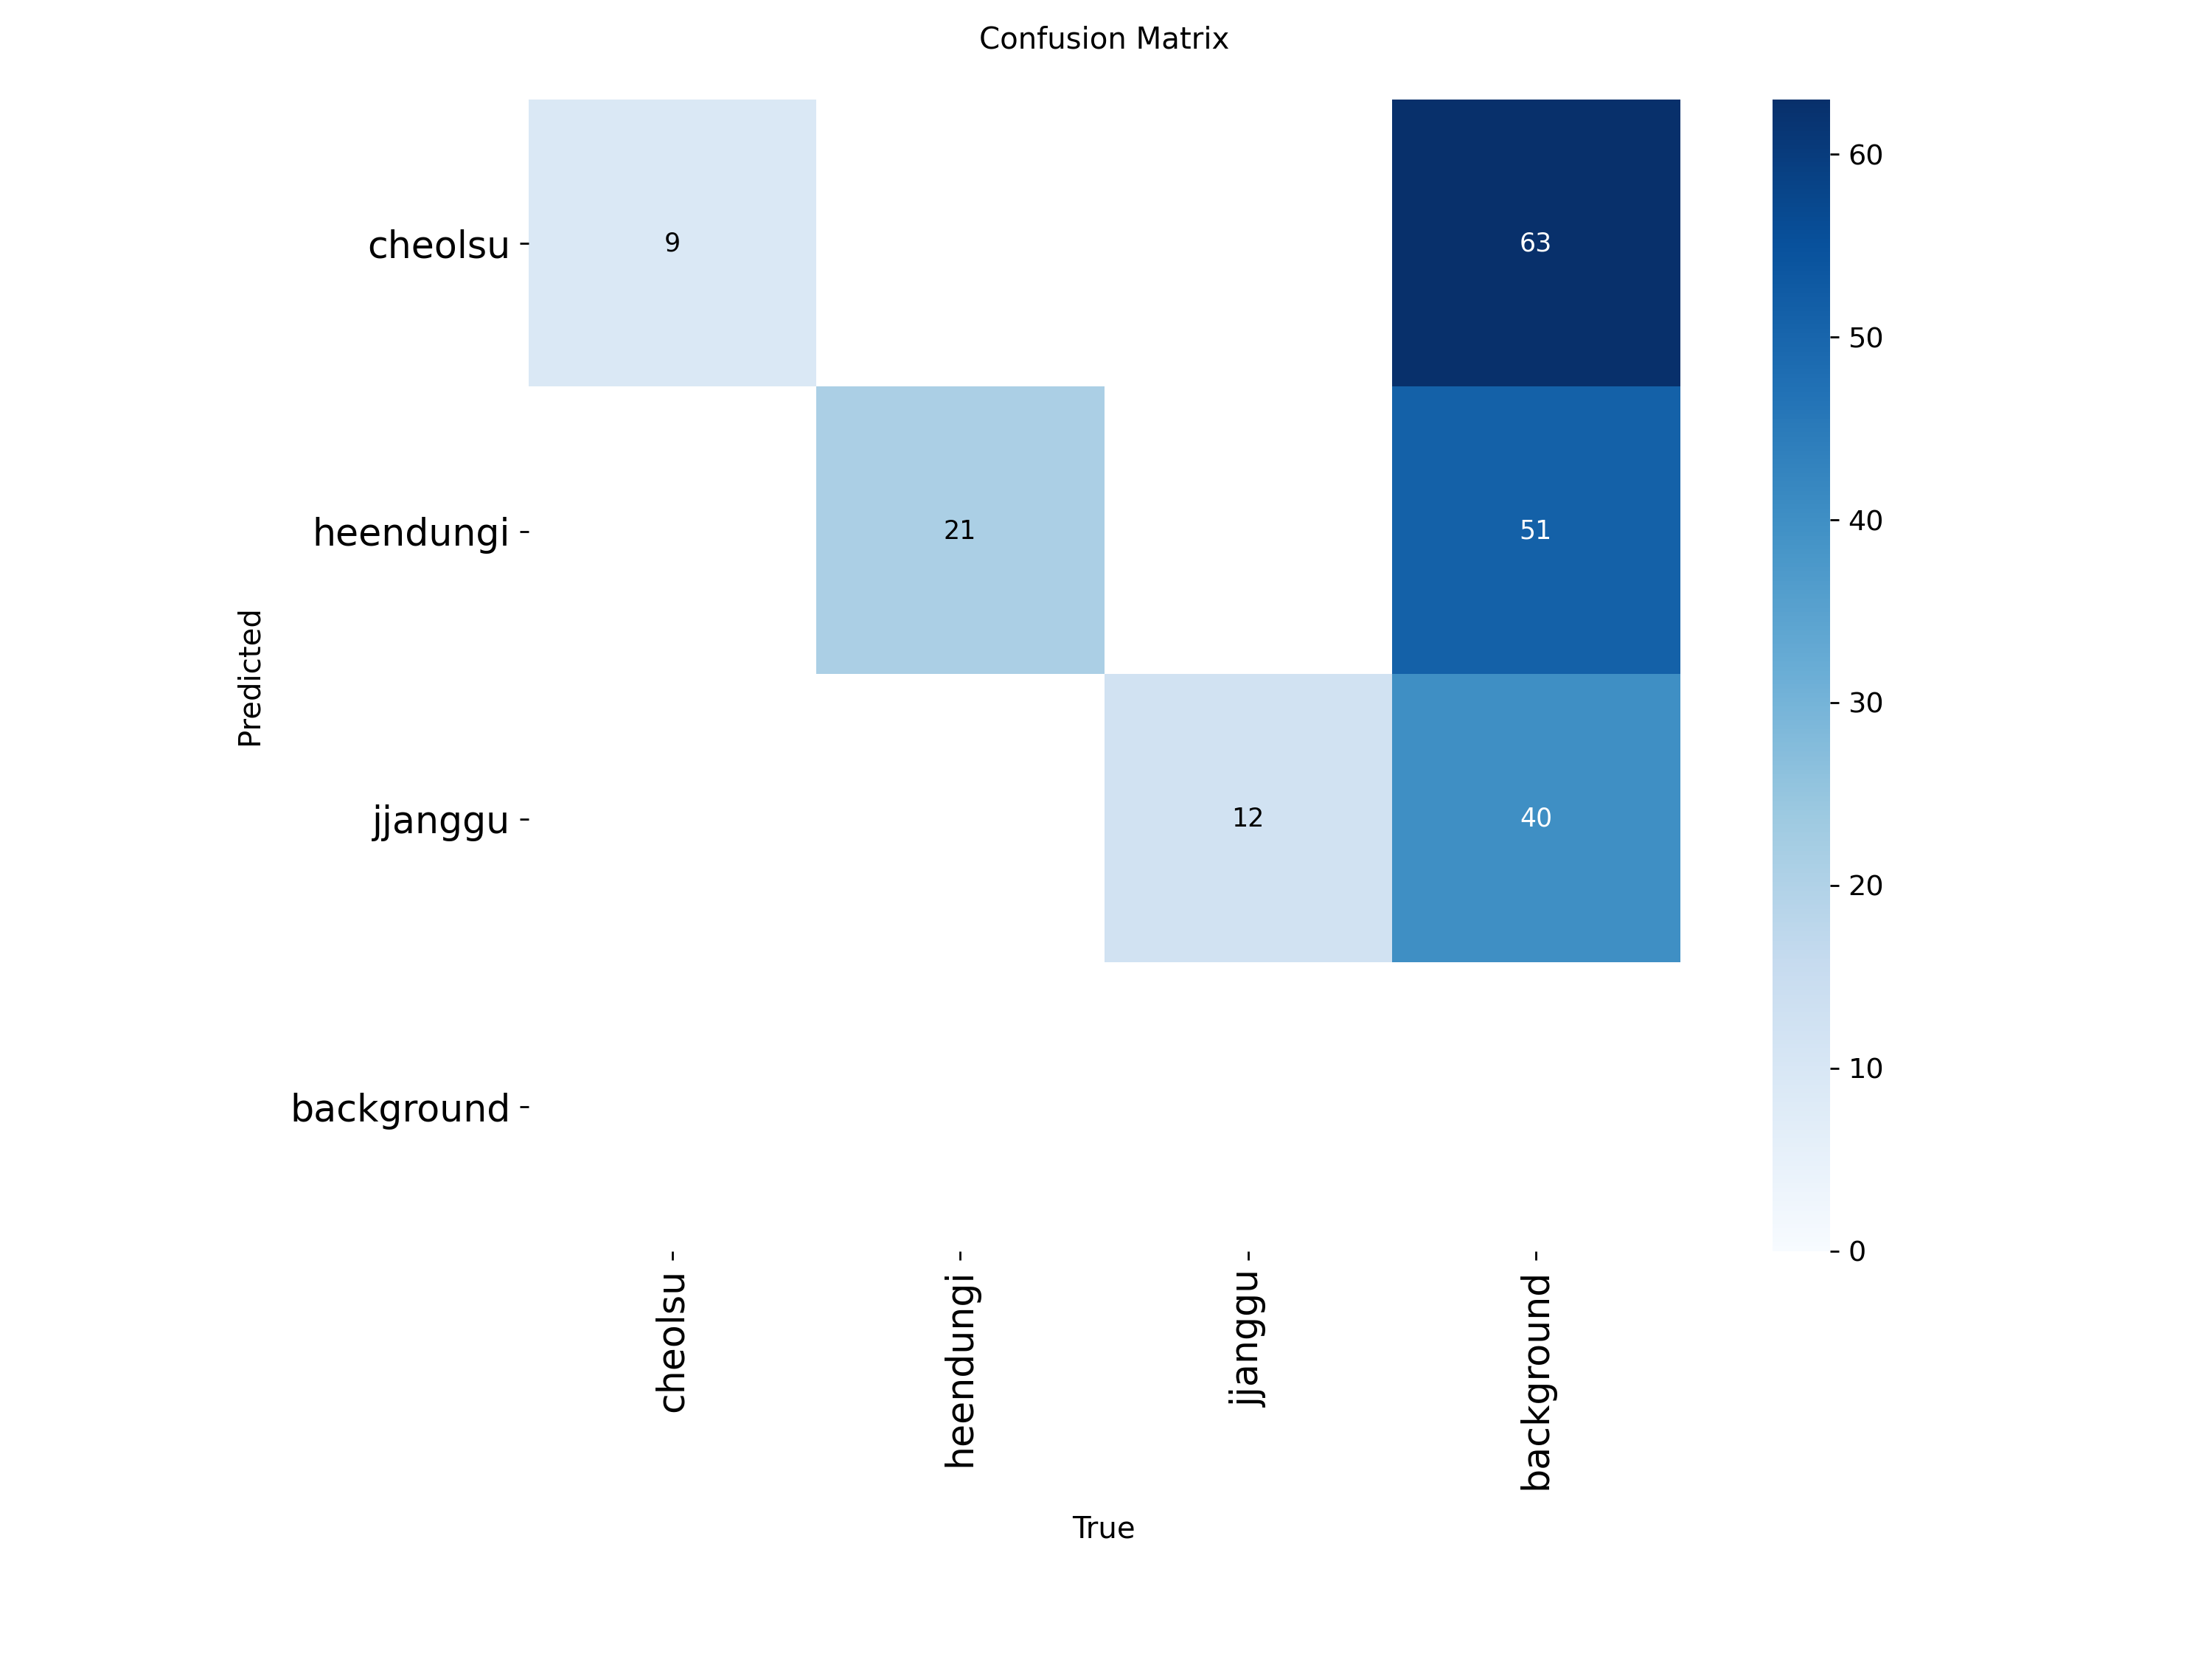 Confusion Matrix
cheolsu
9
63
heendungi
21
51
jjanggu
12
40
background
Predicted
cheolsu
heendungi
jjanggu
background
True
60
50
40
30
20
10
0